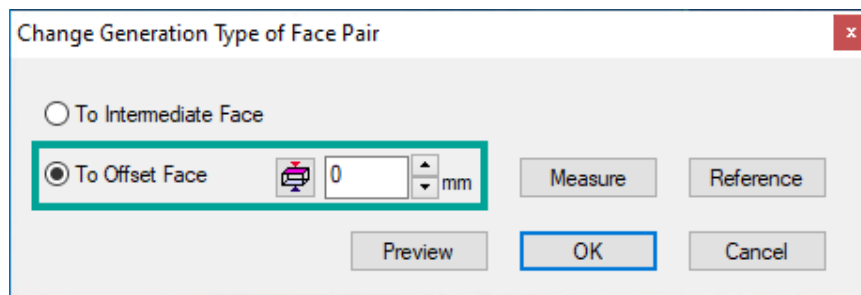 Change Generation Type of Face Pair
x
To Intermediate Face
To Offset Face 0 mm Measure Reference
Preview OK Cancel